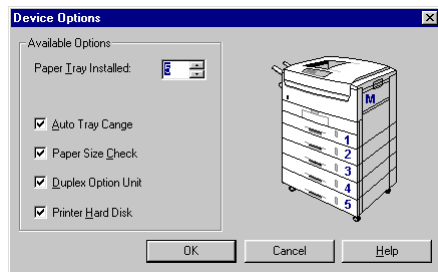 Device Options
Available Options
Paper Tray Installed: 5
Auto Tray Cange
Paper Size Check
Duplex Option Unit
Printer Hard Disk
M
1
2
3
4
5
OK Cancel Help